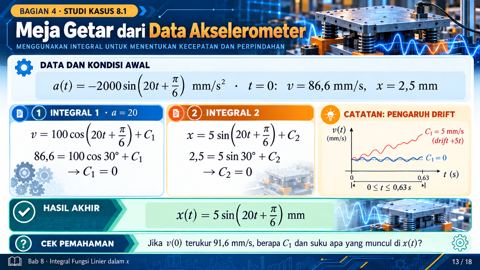 BAGIAN 4 • STUDI KASUS 8.1
Meja Getar dari Data Akselerometer
MENGGUNAKAN INTEGRAL UNTUK MENENTUKAN KECEPATAN DAN PERPINDAHAN
DATA DAN KONDISI AWAL
a(t) = −2000 sin(20t + π/6) mm/s² · t = 0: v = 86,6 mm/s, x = 2,5 mm
1 INTEGRAL 1 · a = 20
v = 100 cos(20t + π/6) + C₁
86,6 = 100 cos 30° + C₁
→ C₁ = 0
2 INTEGRAL 2
x = 5 sin(20t + π/6) + C₂
2,5 = 5 sin 30° + C₂
→ C₂ = 0
CATATAN: PENGARUH DRIFT
v(t)
(mm/s)
C₁ = 5 mm/s
(drift +5t)
C₁ = 0
0
0,63
t (s)
0 ≤ t ≤ 0,63 s
HASIL AKHIR
x(t) = 5 sin(20t + π/6) mm
CEK PEMAHAMAN
Jika v(0) terukur 91,6 mm/s, berapa C₁ dan suku apa yang muncul di x(t)?
Bab 8 · Integral Fungsi Linier dalam x
13 / 18